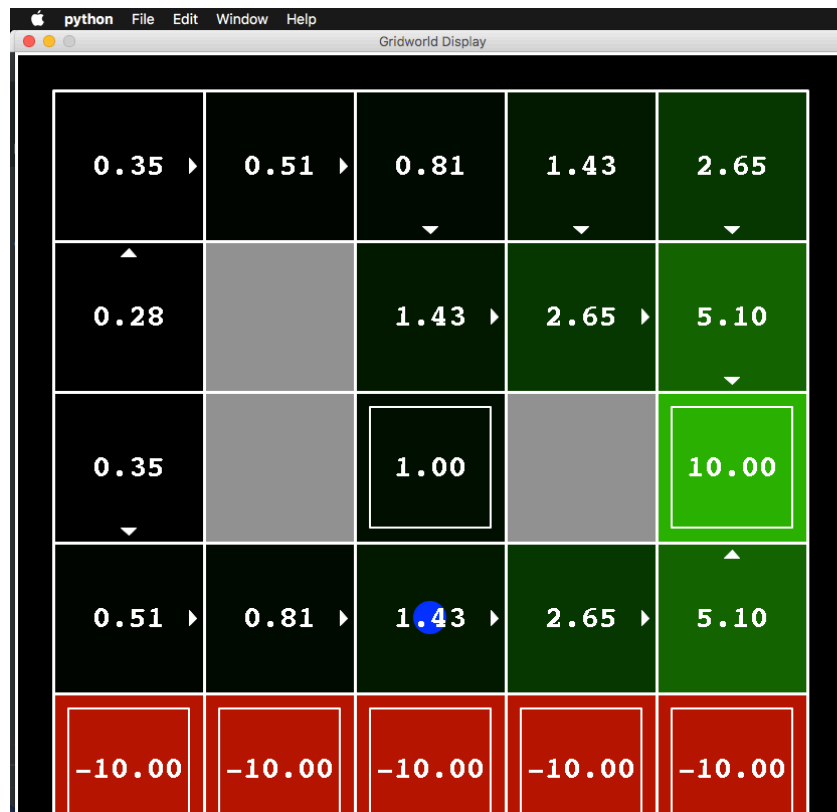 python File Edit Window Help
Gridworld Display
0.35 0.51 0.81 1.43 2.65
0.28 1.43 2.65 5.10
0.35 1.00 10.00
0.51 0.81 1.43 2.65 5.10
-10.00 -10.00 -10.00 -10.00 -10.00